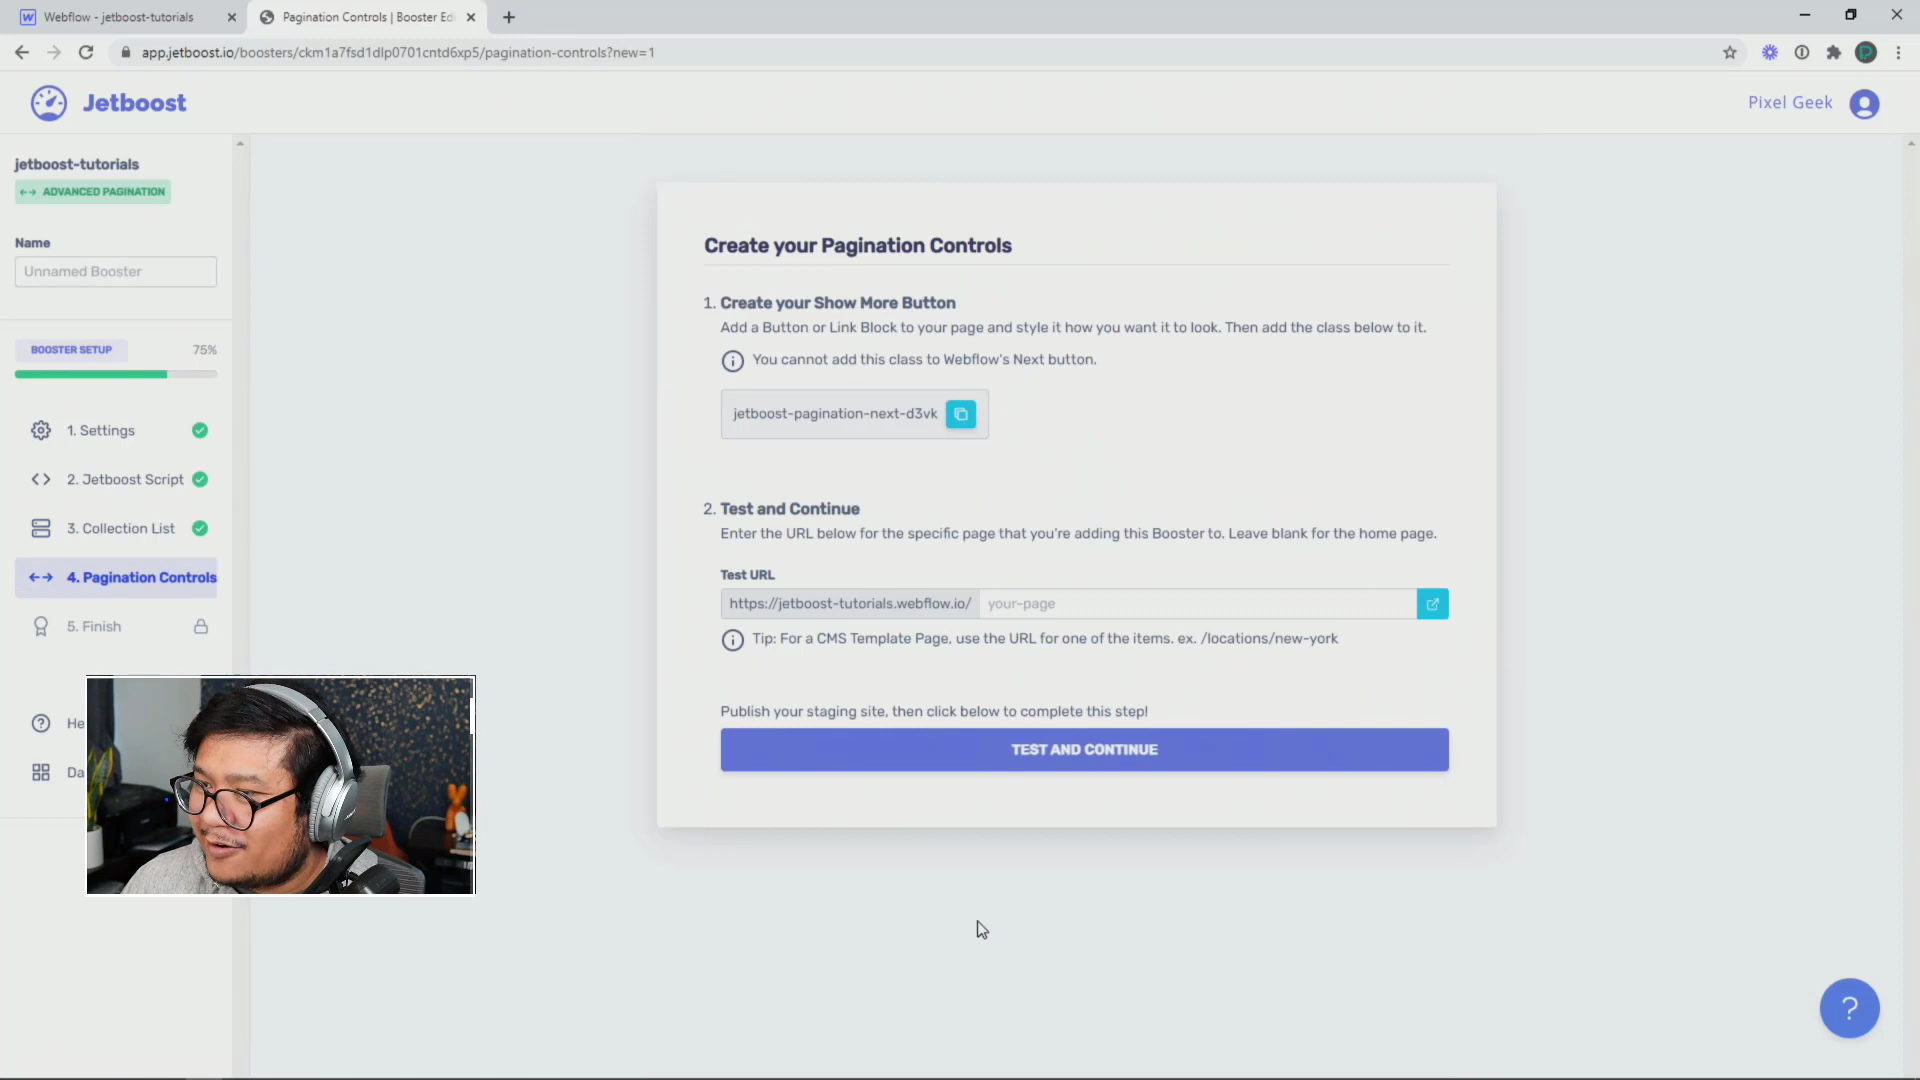 Webflow - jetboost-tutorials
Pagination Controls | Booster Edi
app.jetboost.io/boosters/ckm1a7fsd1dlp0701cntd6xp5/pagination-controls?new=1
Jetboost
Pixel Geek
jetboost-tutorials
ADVANCED PAGINATION
Name
Unnamed Booster
BOOSTER SETUP 75%
1. Settings
2. Jetboost Script
3. Collection List
4. Pagination Controls
5. Finish
He
Da
Create your Pagination Controls
1. Create your Show More Button
Add a Button or Link Block to your page and style it how you want it to look. Then add the class below to it.
You cannot add this class to Webflow's Next button.
jetboost-pagination-next-d3vk
2. Test and Continue
Enter the URL below for the specific page that you're adding this Booster to. Leave blank for the home page.
Test URL
https://jetboost-tutorials.webflow.io/ your-page
Tip: For a CMS Template Page, use the URL for one of the items. ex. /locations/new-york
Publish your staging site, then click below to complete this step!
TEST AND CONTINUE
?